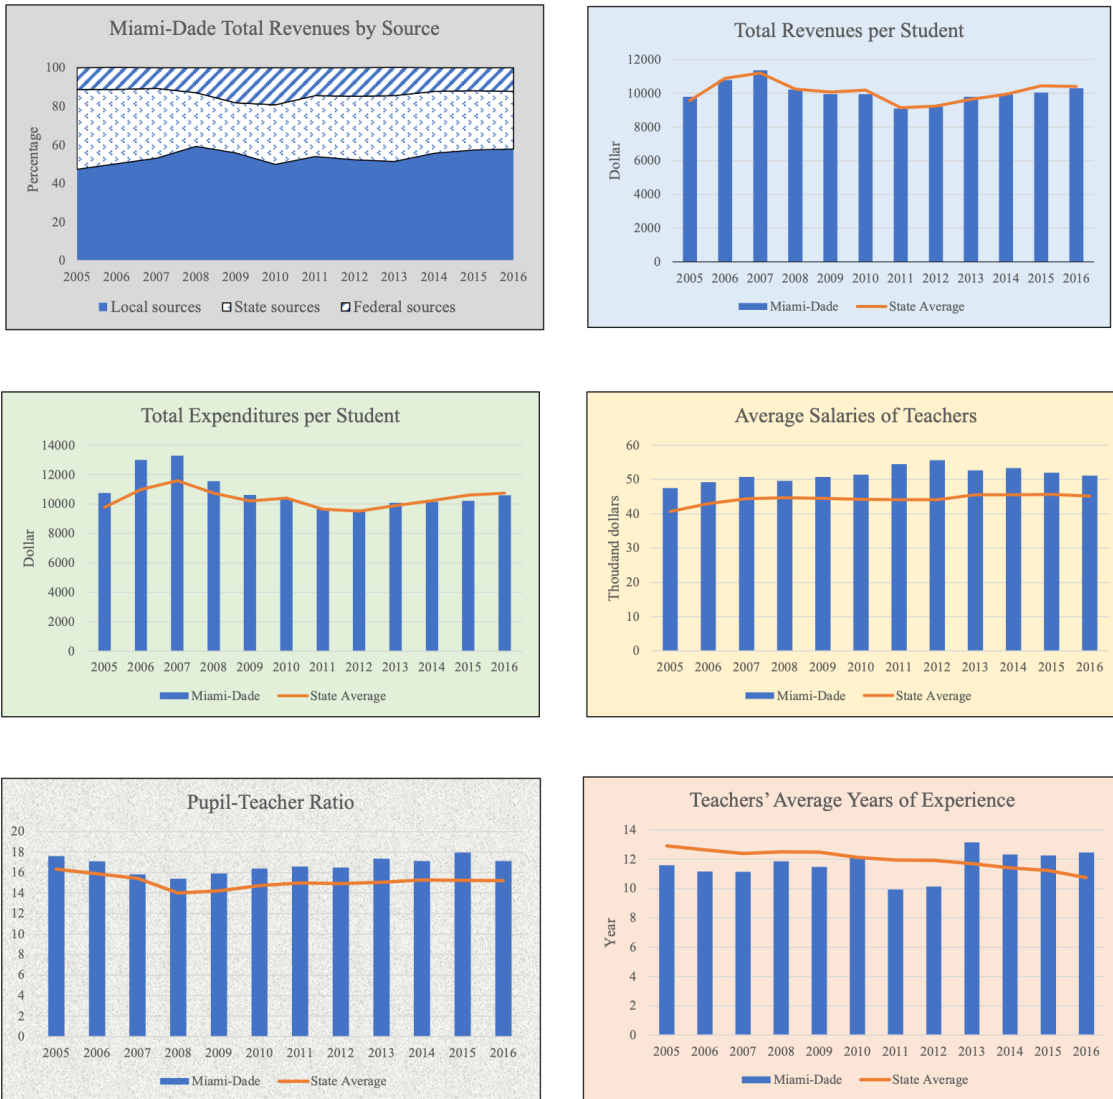 Miami-Dade Total Revenues by Source
Percentage
100
80
60
40
20
0
2005 2006 2007 2008 2009 2010 2011 2012 2013 2014 2015 2016
Local sources State sources Federal sources
Total Revenues per Student
Dollar
12000
10000
8000
6000
4000
2000
0
2005 2006 2007 2008 2009 2010 2011 2012 2013 2014 2015 2016
Miami-Dade State Average
Total Expenditures per Student
Dollar
14000
12000
10000
8000
6000
4000
2000
0
2005 2006 2007 2008 2009 2010 2011 2012 2013 2014 2015 2016
Miami-Dade State Average
Average Salaries of Teachers
Thoudand dollars
60
50
40
30
20
10
0
2005 2006 2007 2008 2009 2010 2011 2012 2013 2014 2015 2016
Miami-Dade State Average
Pupil-Teacher Ratio
20
18
16
14
12
10
8
6
4
2
0
2005 2006 2007 2008 2009 2010 2011 2012 2013 2014 2015 2016
Miami-Dade State Average
Teachers’ Average Years of Experience
Year
14
12
10
8
6
4
2
0
2005 2006 2007 2008 2009 2010 2011 2012 2013 2014 2015 2016
Miami-Dade State Average